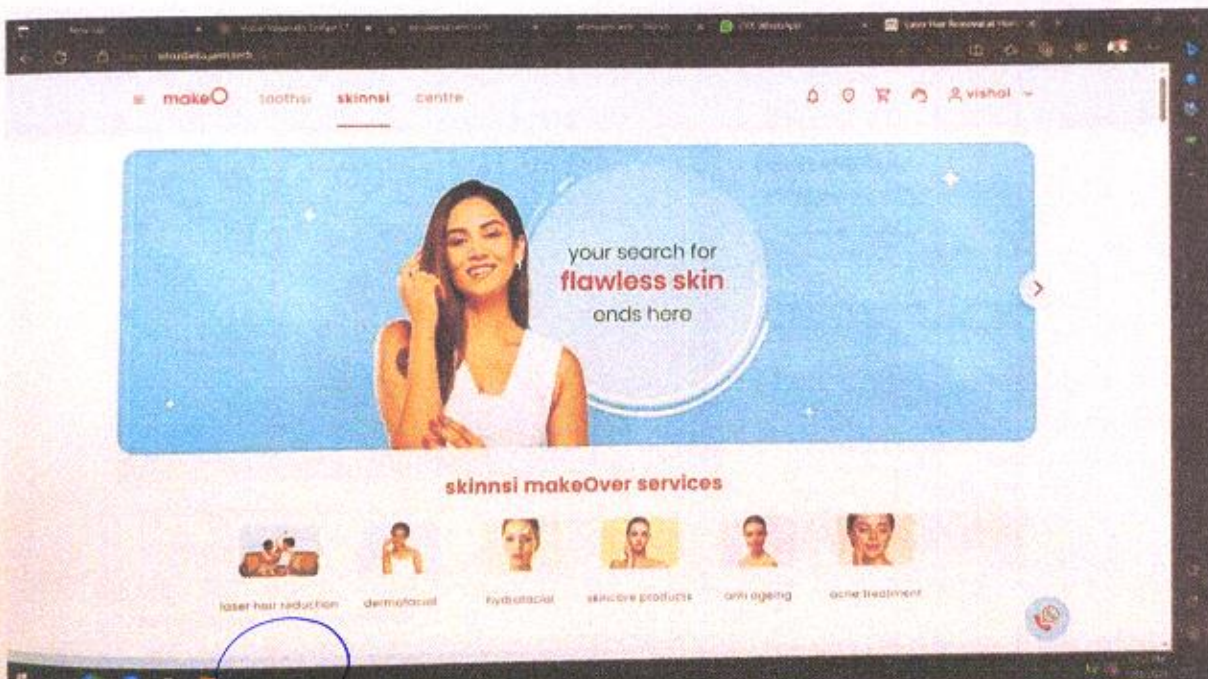 makeO
toothsi
skinnsi
centre
vishal
your search for
flawless skin
ends here
skinnsi makeOver services
laser hair reduction
dermafacial
hydrafacial
skincare products
anti ageing
acne treatment